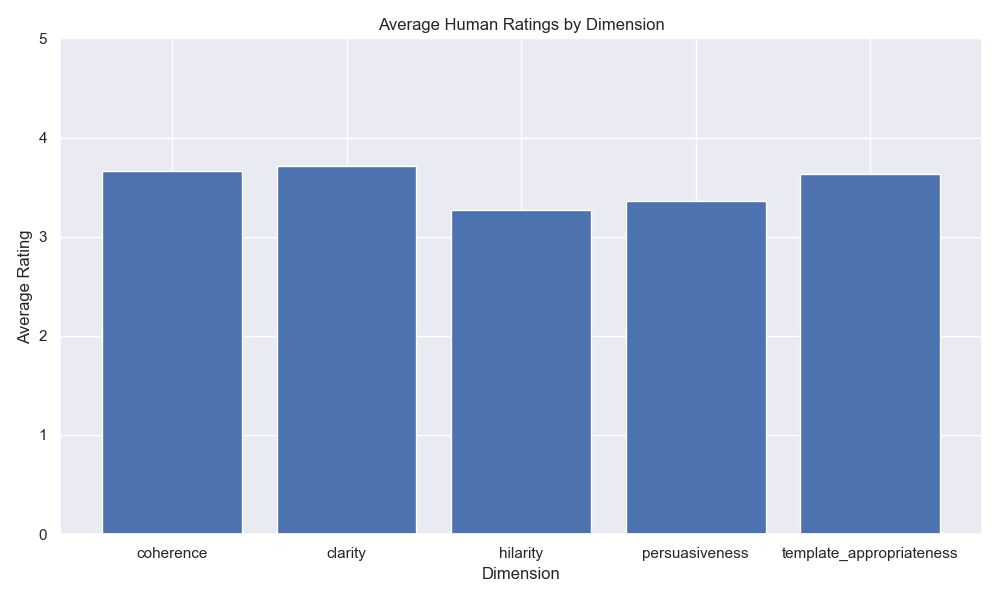 Average Human Ratings by Dimension
5
4
3
2
1
0
Average Rating
coherence clarity hilarity persuasiveness template_appropriateness
Dimension